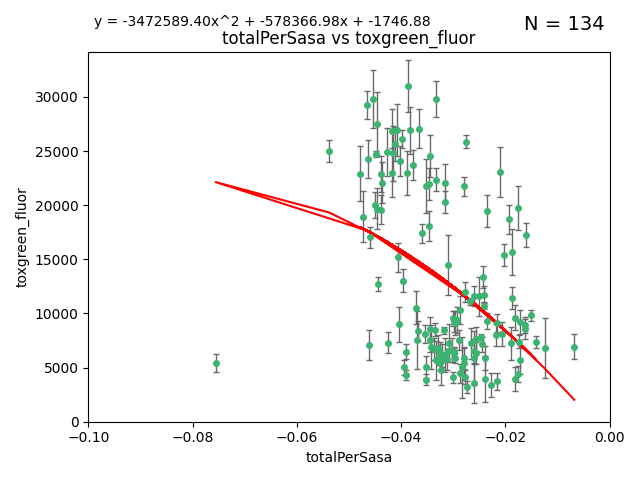 y = -3472589.40x^2 + -578366.98x + -1746.88
N = 134
totalPerSasa vs toxgreen_fluor
toxgreen_fluor
30000
25000
20000
15000
10000
5000
0
−0.10
−0.08
−0.06
−0.04
−0.02
0.00
totalPerSasa